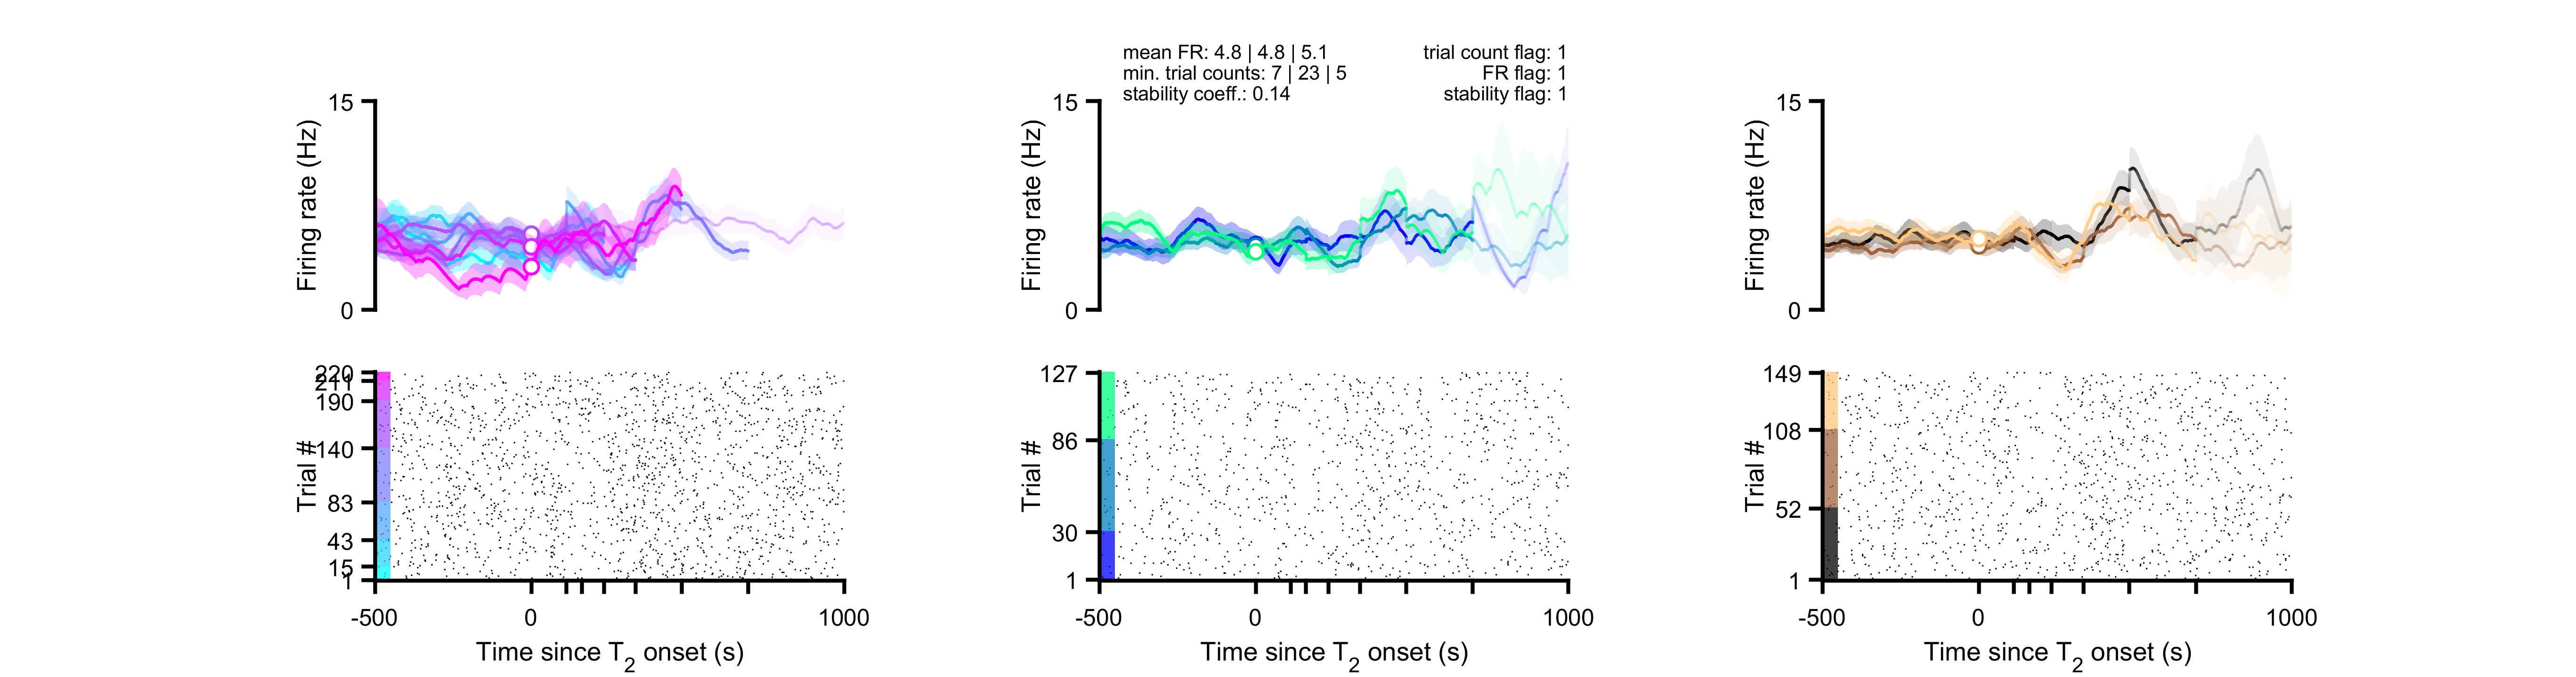 mean FR: 4.8 | 4.8 | 5.1
min. trial counts: 7 | 23 | 5
stability coeff.: 0.14
trial count flag: 1
FR flag: 1
stability flag: 1
15
Firing rate (Hz)
0
15
Firing rate (Hz)
0
15
Firing rate (Hz)
0
220
211
190
140
83
43
15
1
Trial #
-500
0
1000
Time since T2 onset (s)
127
86
30
1
Trial #
-500
0
1000
Time since T2 onset (s)
149
108
52
1
Trial #
-500
0
1000
Time since T2 onset (s)